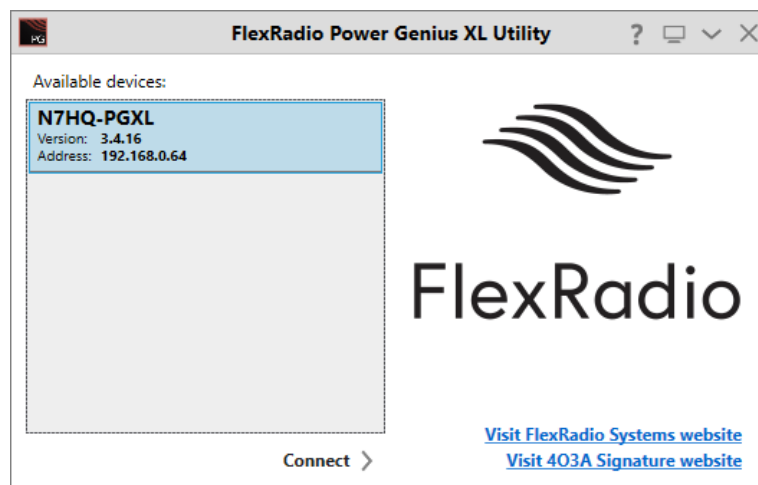 PG
FlexRadio Power Genius XL Utility
?
Available devices:
N7HQ-PGXL
Version: 3.4.16
Address: 192.168.0.64
FlexRadio
Connect
Visit FlexRadio Systems website
Visit 4O3A Signature website